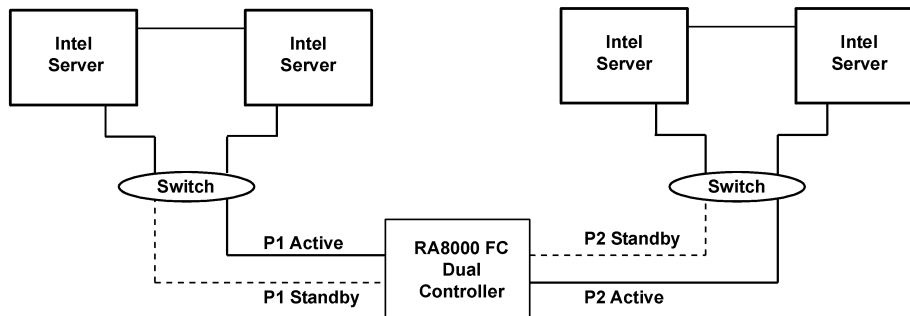 Intel
Server
Intel
Server
Intel
Server
Intel
Server
Switch
Switch
P1 Active
P1 Standby
RA8000 FC
Dual
Controller
P2 Standby
P2 Active